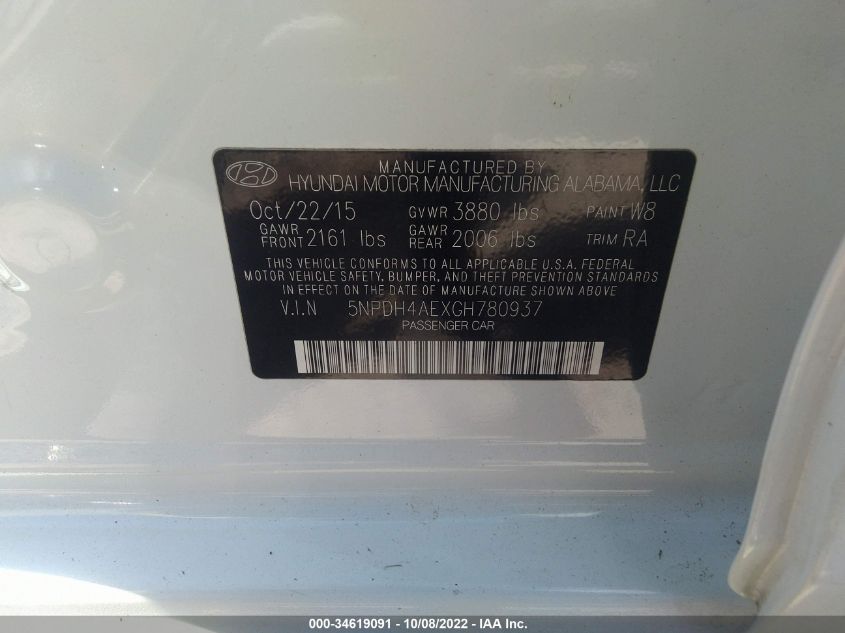 MANUFACTURED BY
HYUNDAI MOTOR MANUFACTURING ALABAMA, LLC
Oct/22/15 GVWR 3880 lbs PAINT W8
GAWR FRONT 2161 lbs GAWR REAR 2006 lbs TRIM RA
THIS VEHICLE CONFORMS TO ALL APPLICABLE U.S.A. FEDERAL
MOTOR VEHICLE SAFETY, BUMPER, AND THEFT PREVENTION STANDARDS
IN EFFECT ON THE DATE OF MANUFACTURE SHOWN ABOVE
V.I.N 5NPDH4AEXGH780937
PASSENGER CAR
000-34619091 - 10/08/2022 - IAA Inc.